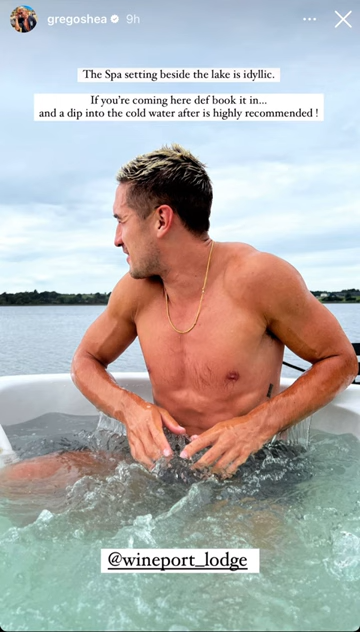 gregoshea 9h
The Spa setting beside the lake is idyllic.
If you're coming here def book it in...
and a dip into the cold water after is highly recommended !
@wineport_lodge